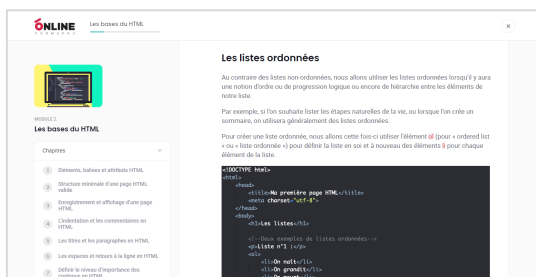 ONLINE
FORMAPRO
Les bases du HTML
MODULE 2
Les bases du HTML
Chapitres
1 Eléments, balises et attributs HTML
2 Structure minimale d'une page HTML
valide
3 Enregistrement et affichage d'une page
HTML
4 L'indentation et les commentaires en
HTML
5 Les titres et les paragraphes en HTML
6 Les espaces et retours à la ligne en HTML
7 Définir le niveau d'importance des
contenus en HTML
Les listes ordonnées
Au contraire des listes non-ordonnées, nous allons utiliser les listes ordonnées lorsqu'il y aura
une notion d'ordre ou de progression logique ou encore de hiérarchie entre les éléments de
notre liste.
Par exemple, si l'on souhaite lister les étapes naturelles de la vie, ou lorsque l'on crée un
sommaire, on utilisera généralement des listes ordonnées.
Pour créer une liste ordonnée, nous allons cette fois-ci utiliser l'élément ol (pour « ordered list
» ou « liste ordonnée ») pour définir la liste en soi et à nouveau des éléments li pour chaque
élément de la liste.
<!DOCTYPE html>
<html>
<head>
<title>Ma première page HTML</title>
<meta charset="utf-8">
</head>
<body>
<h1>Les listes</h1>
<!--Deux exemples de listes ordonnées-->
<p>Liste n°1 :</p>
<ol>
<li>On naît</li>
<li>On grandit</li>